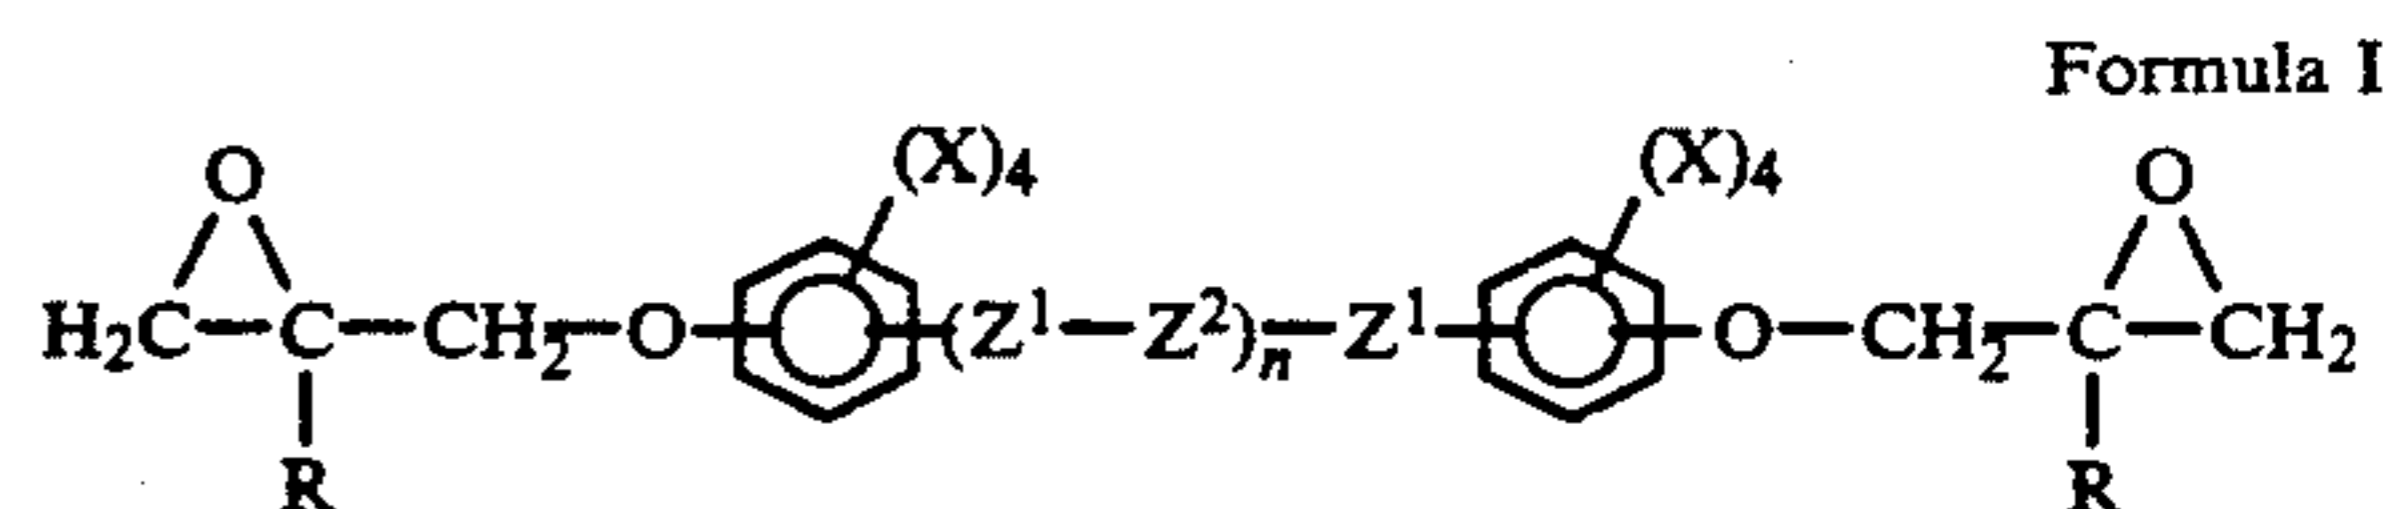 Formula I
(X)4 (X)4
O O
H2C—C—CH2—O—(Z1—Z2)n—Z1—O—CH2—C—CH2
R R